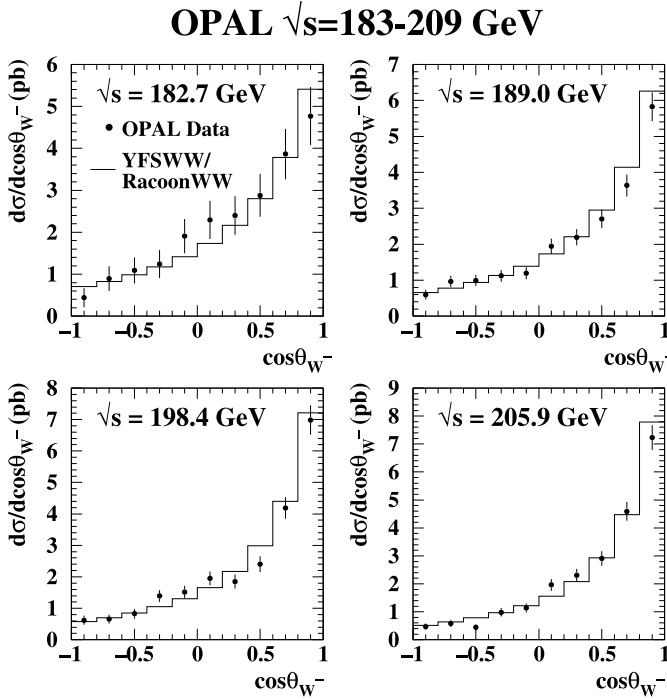 OPAL √s=183-209 GeV
dσ/dcosθW- (pb)
√s = 182.7 GeV
OPAL Data
YFSWW/
RacoonWW
6
5
4
3
2
1
0
−1 −0.5 0 0.5 1
cosθW-
dσ/dcosθW- (pb)
√s = 189.0 GeV
7
6
5
4
3
2
1
0
−1 −0.5 0 0.5 1
cosθW-
dσ/dcosθW- (pb)
√s = 198.4 GeV
8
7
6
5
4
3
2
1
0
−1 −0.5 0 0.5 1
cosθW-
dσ/dcosθW- (pb)
√s = 205.9 GeV
9
8
7
6
5
4
3
2
1
0
−1 −0.5 0 0.5 1
cosθW-